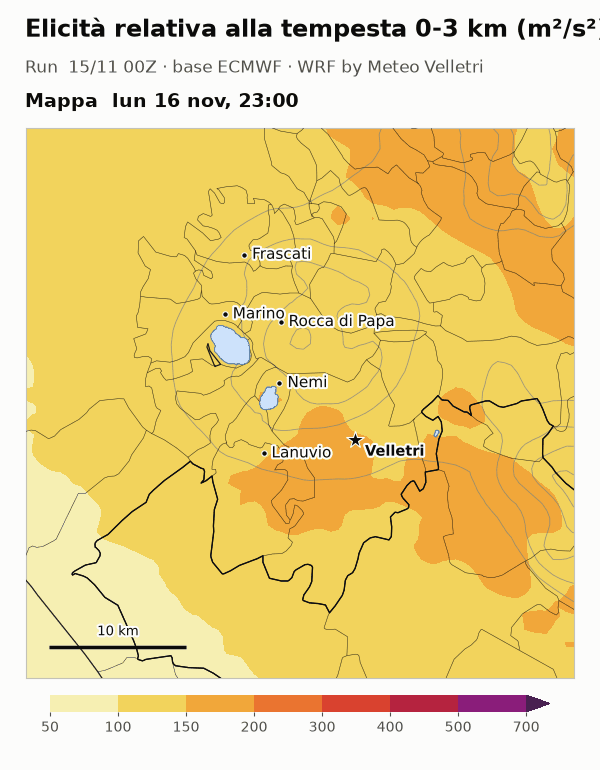 Elicità relativa alla tempesta 0-3 km (m²/s²)
Run  15/11 00Z · base ECMWF · WRF by Meteo Velletri
Mappa  lun 16 nov, 23:00
Frascati
Marino
Rocca di Papa
Nemi
Velletri
Lanuvio
10 km
50 100 150 200 300 400 500 700